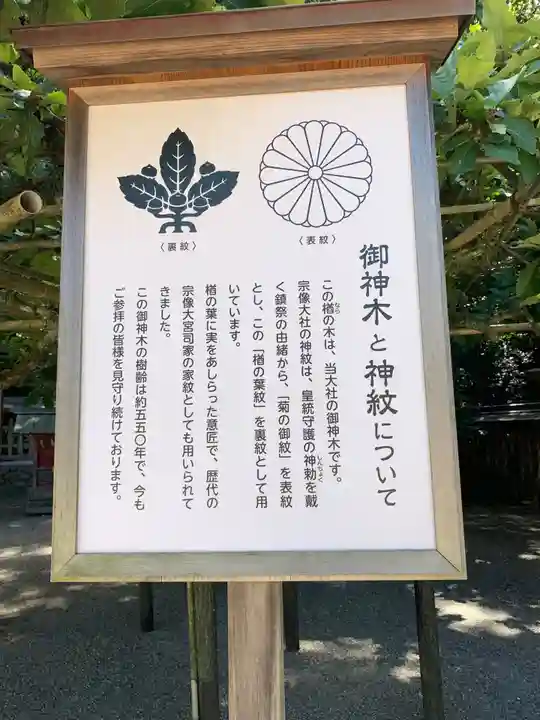 御神木と神紋について
〈表紋〉
〈裏紋〉
この楢の木は、当大社の御神木です。
なら
宗像大社の神紋は、皇統守護の神勅を戴
しんちょく
く鎮祭の由緒から、「菊の御紋」を表紋
とし、この「楢の葉紋」を裏紋として用
いています。
楢の葉に実をあしらった意匠で、歴代の
宗像大宮司家の家紋としても用いられて
きました。
この御神木の樹齢は約五五〇年で、今も
ご参拝の皆様を見守り続けております。